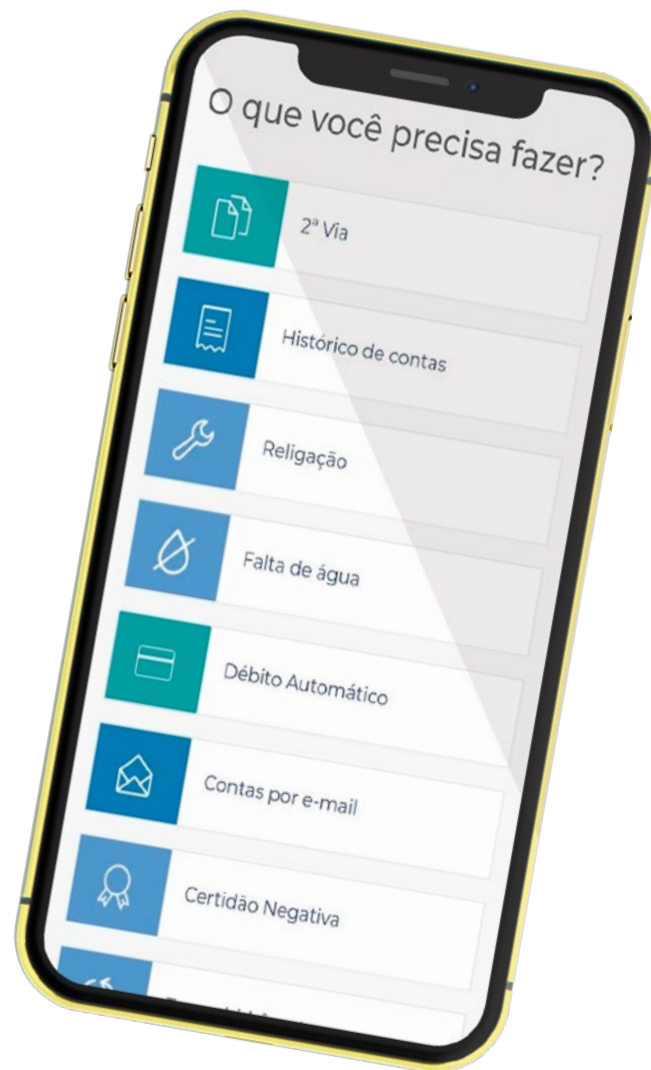 O que você precisa fazer?
2ª Via
Histórico de contas
Religação
Falta de água
Débito Automático
Contas por e-mail
Certidão Negativa